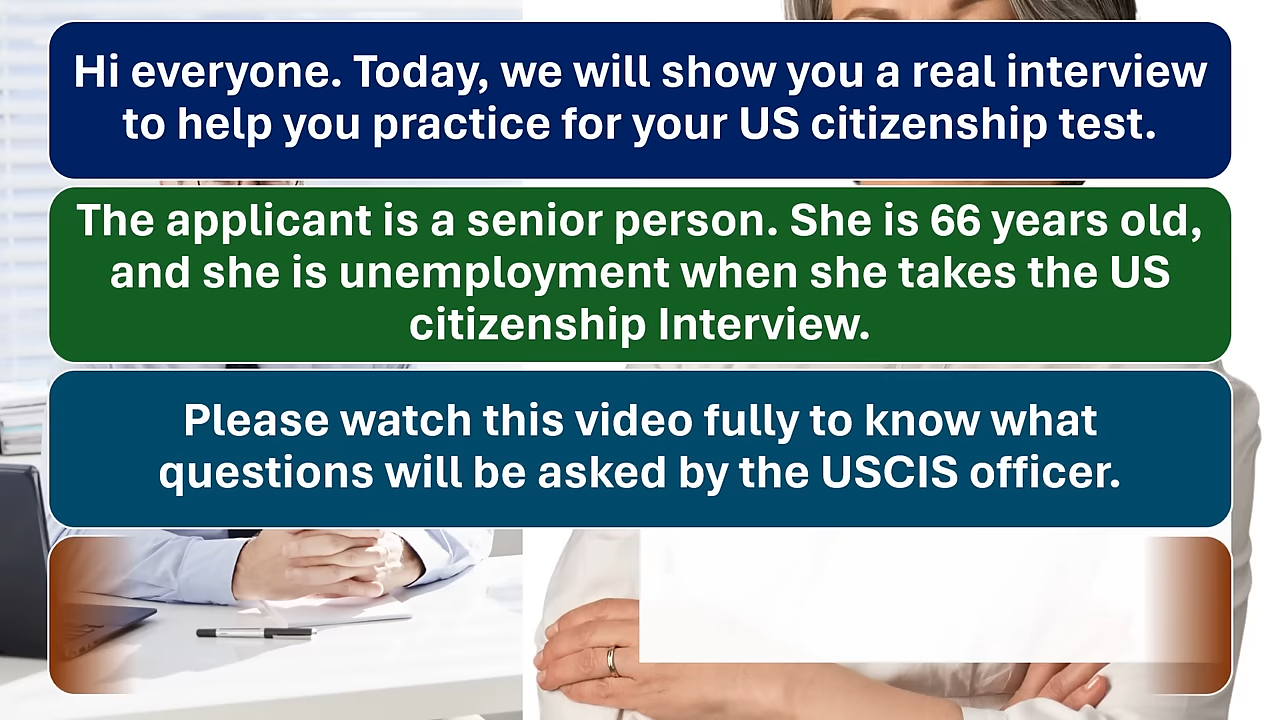 Hi everyone. Today, we will show you a real interview
to help you practice for your US citizenship test.
The applicant is a senior person. She is 66 years old,
and she is unemployment when she takes the US
citizenship Interview.
Please watch this video fully to know what
questions will be asked by the USCIS officer.